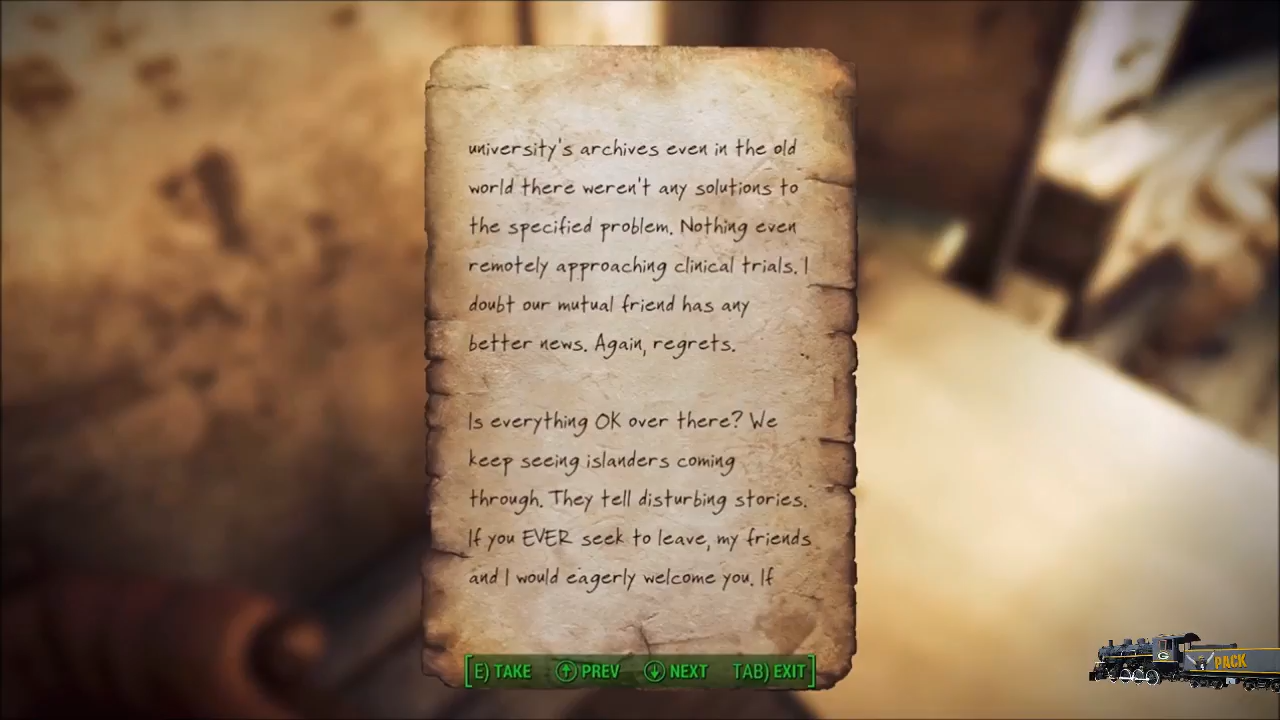 university's archives even in the old
world there weren't any solutions to
the specified problem. Nothing even
remotely approaching clinical trials. I
doubt our mutual friend has any
better news. Again, regrets.
Is everything OK over there? We
keep seeing islanders coming
through. They tell disturbing stories.
If you EVER seek to leave, my friends
and I would eagerly welcome you. If
E) TAKE PREV NEXT TAB) EXIT
G PACK